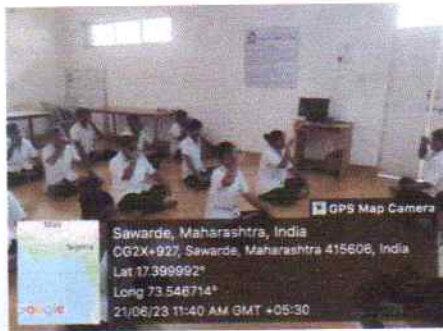 GPS Map Camera
Sawarde, Maharashtra, India
CG2X+927, Sawarde, Maharashtra 415606, India
Lat 17.399992°
Long 73.546714°
21/06/23 11:40 AM GMT +05:30
Google